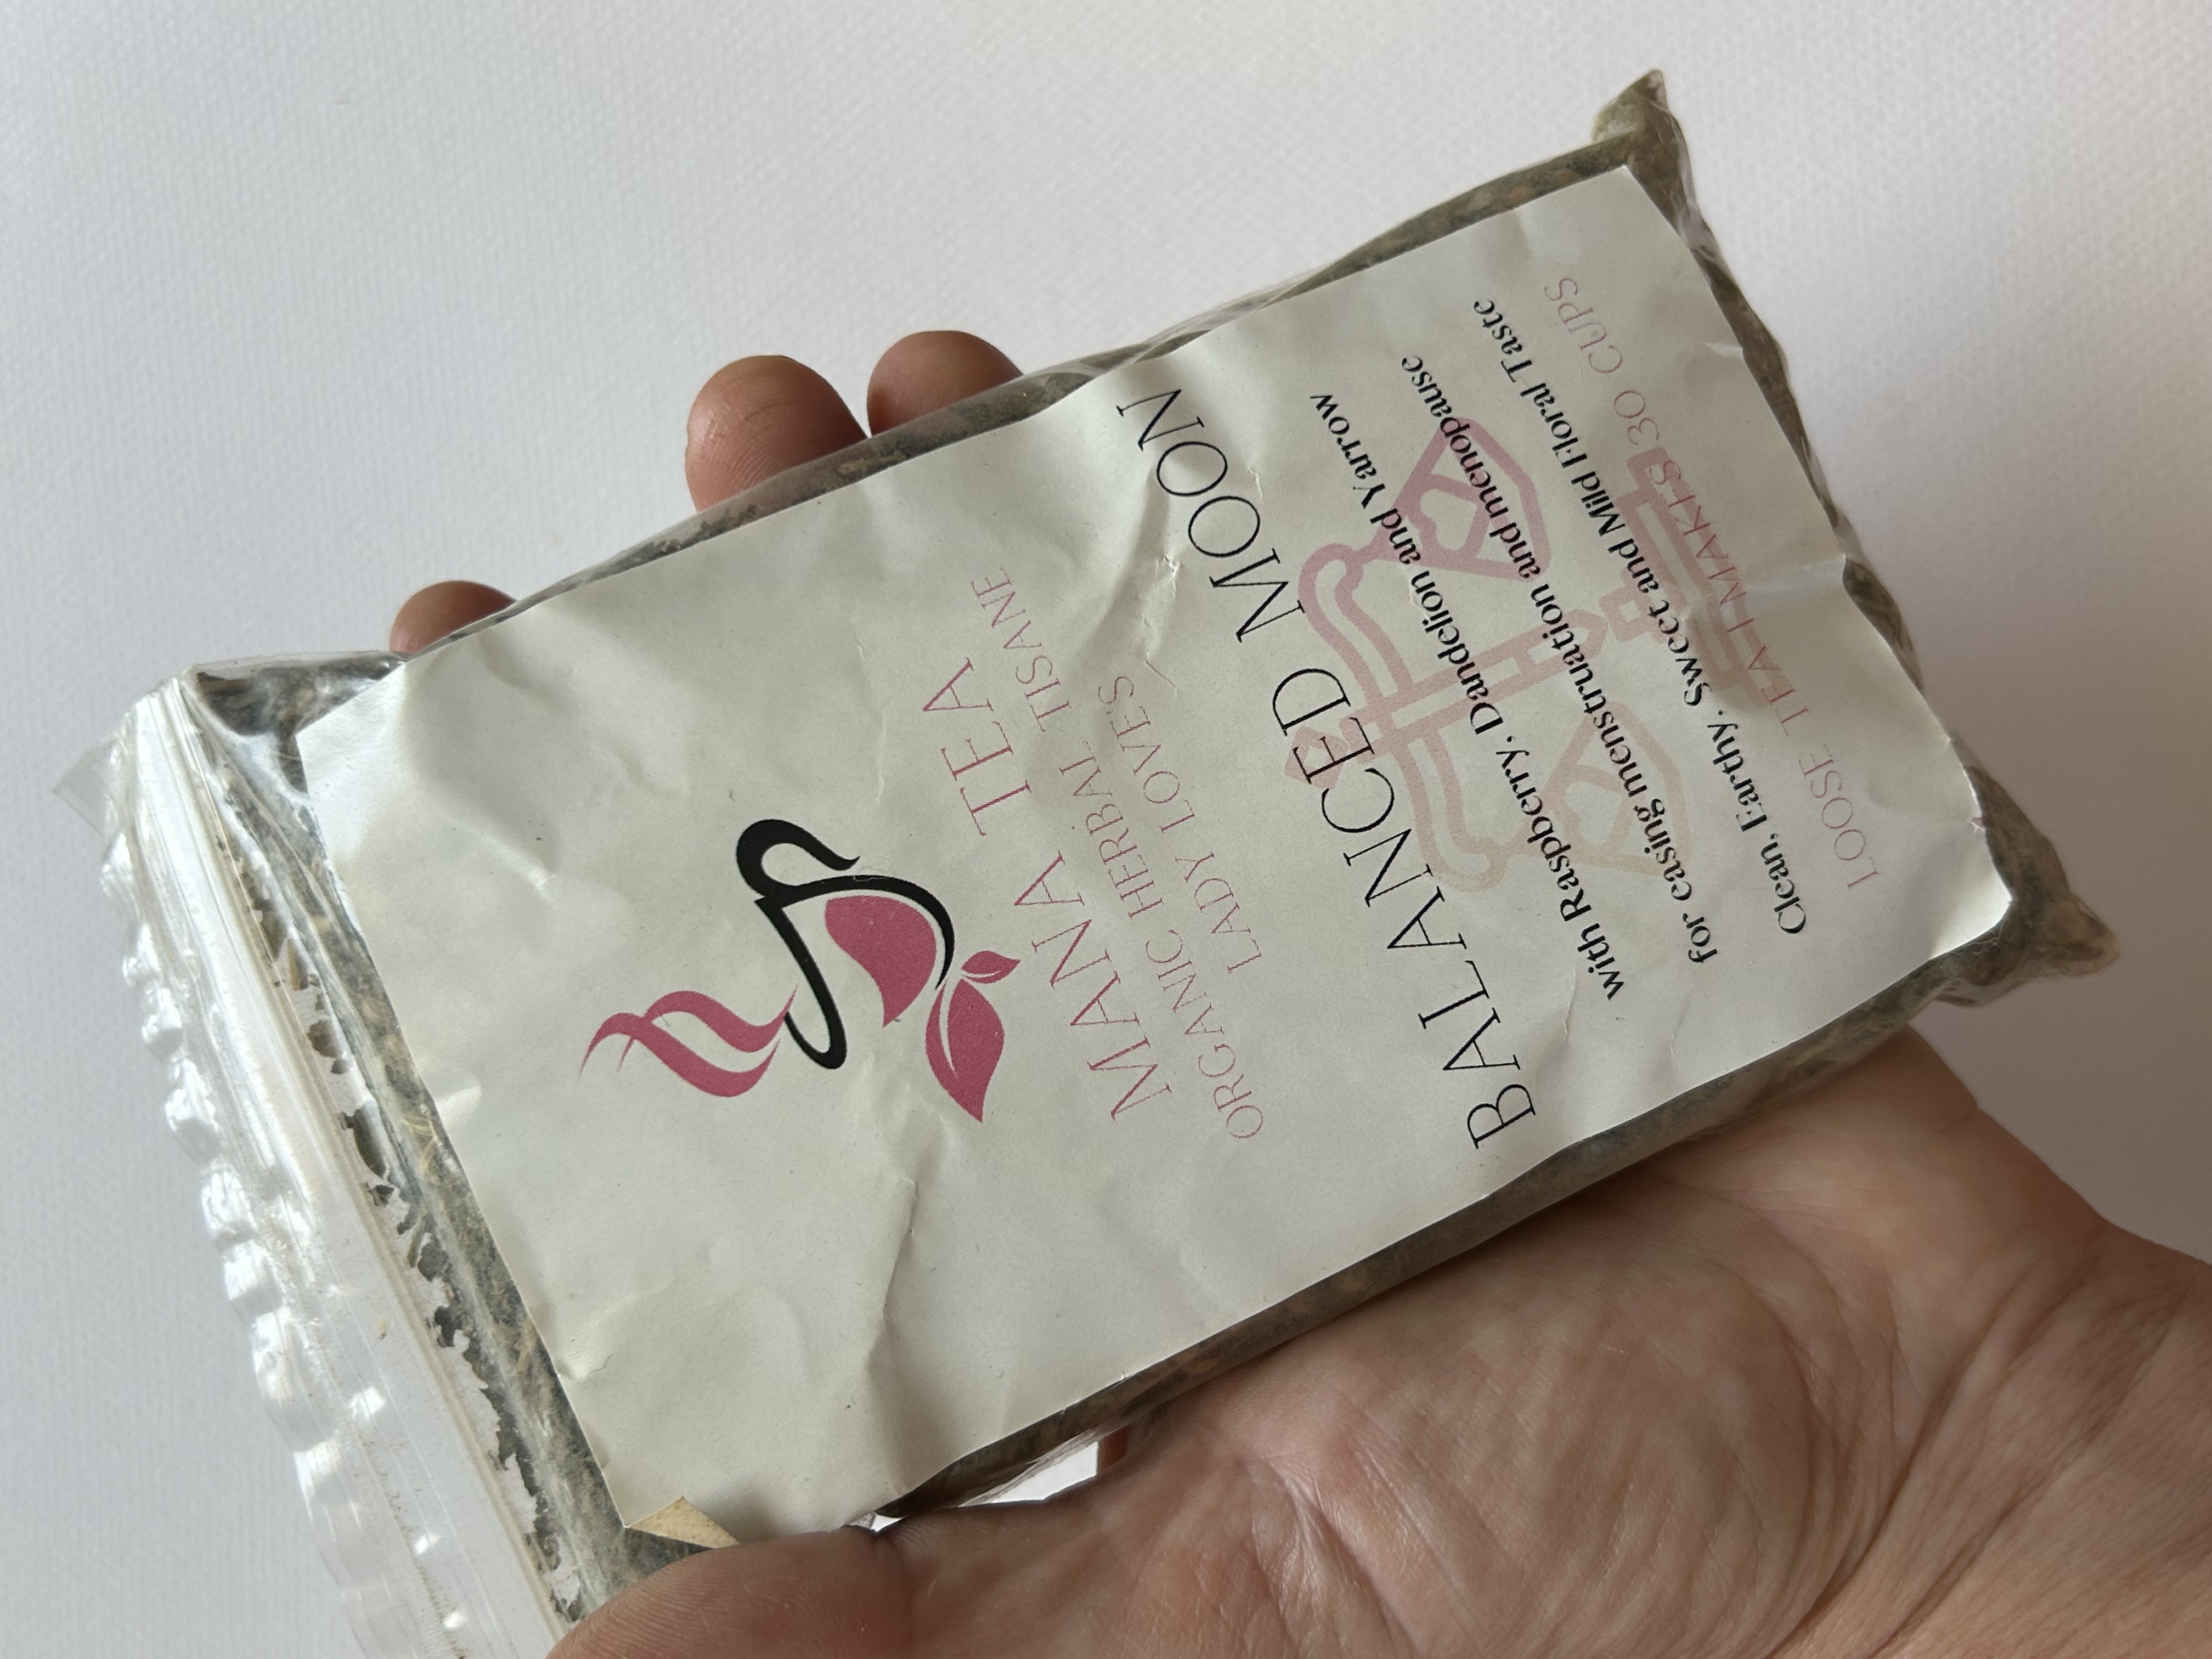 MANA TEA
ORGANIC HERBAL TISANE
LADY LOVES
BALANCED MOON
with Raspberry, Dandelion and Yarrow
for easing menstruation and menopause
Clean, Earthy, Sweet and Mild Floral Taste
LOOSE TEA MAKES 30 CUPS